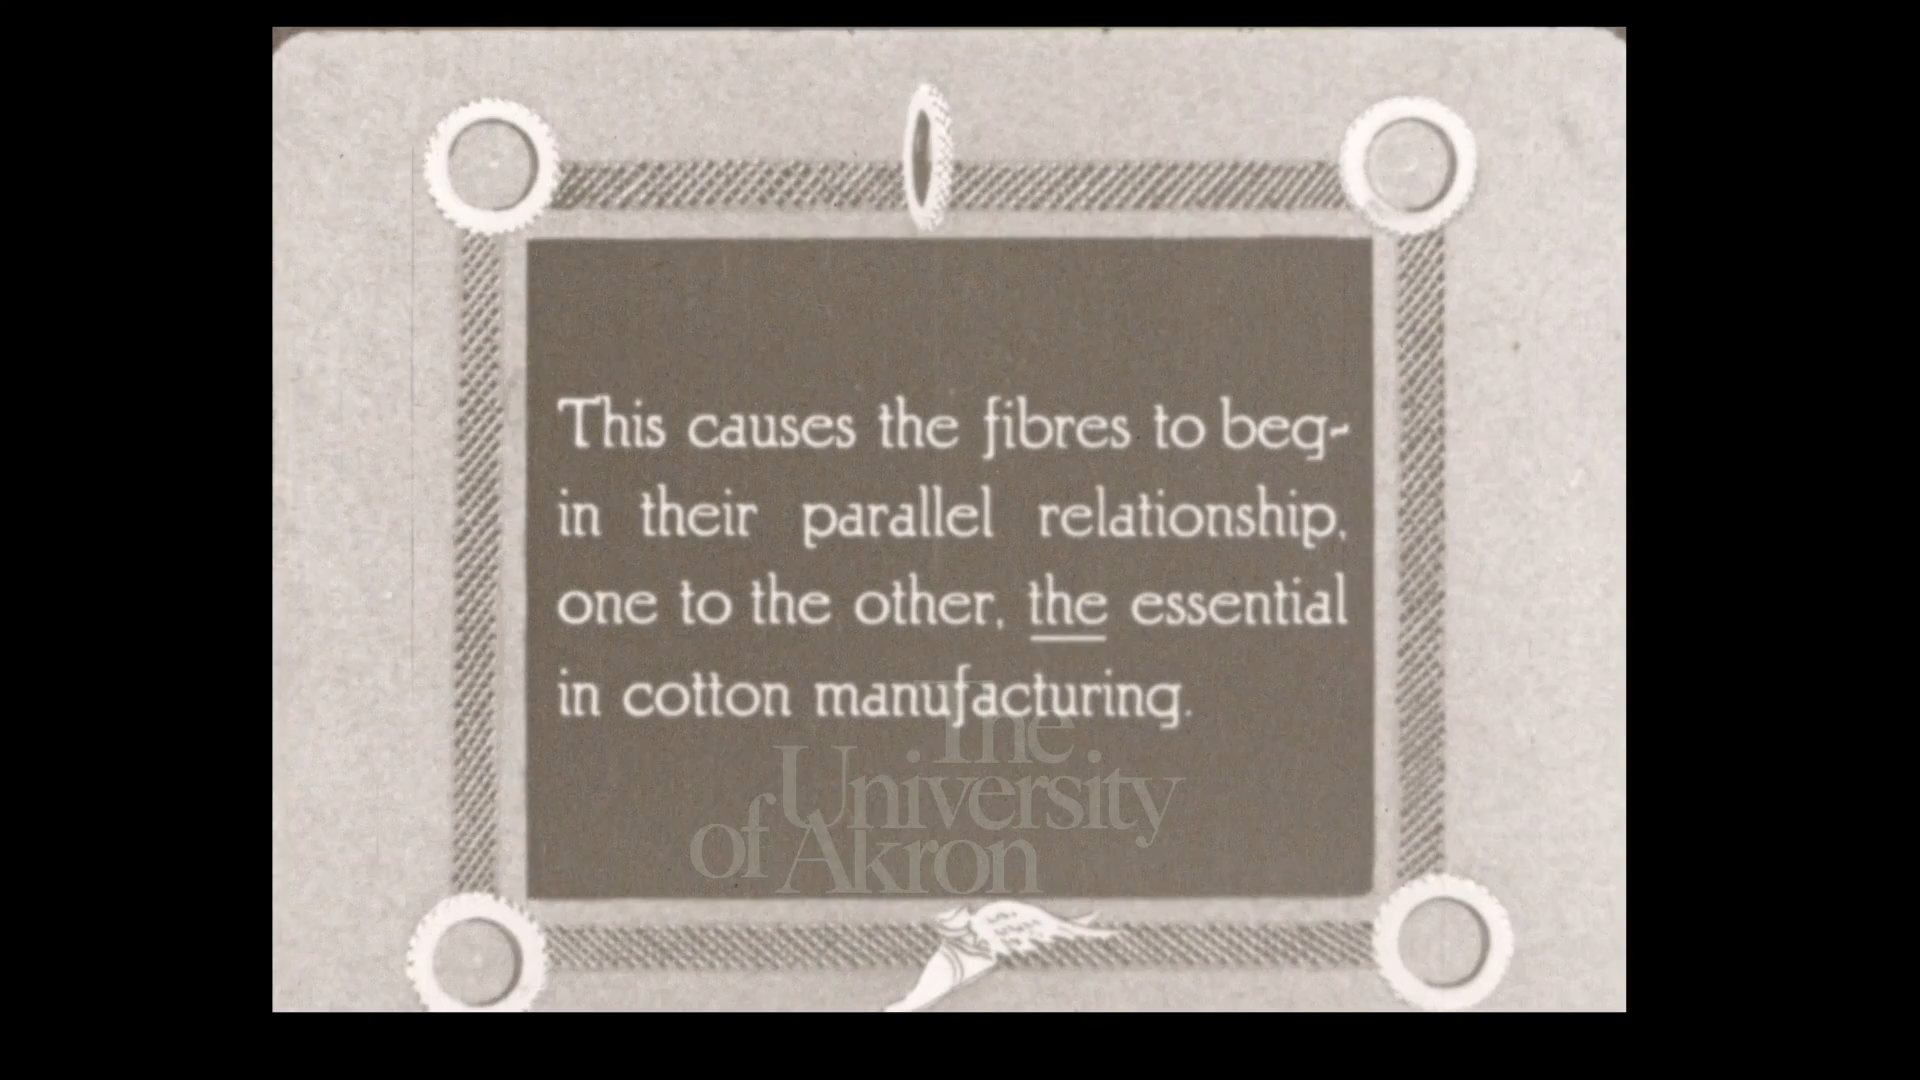 This causes the fibres to beg-
in their parallel relationship,
one to the other, the essential
in cotton manufacturing.
The
University
of Akron